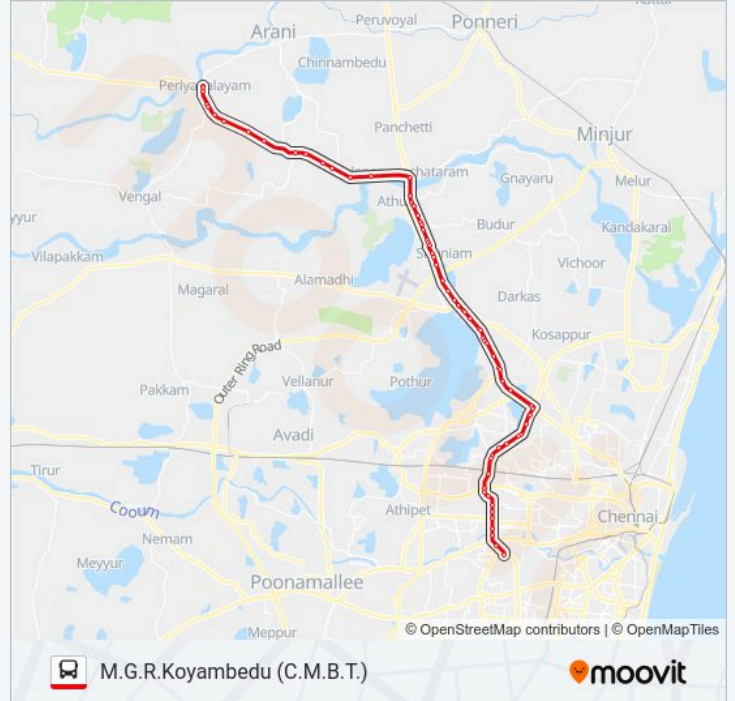 Peruvoyal
Ponneri
Arani
Chinnambedu
Panchetti
Minjur
Gnayaru
Melur
Vengal
Athu
Budur
Kandakarai
Vilapakkam
Vichoor
Alamadhi
Magaral
Darkas
Kosappur
Outer Ring Road
Vellanur
Pothur
Pakkam
Avadi
Tirur
Cooum
Athipet
Chennai
Nemam
Meyyur
Poonamallee
Meppur
© OpenStreetMap contributors | © OpenMapTiles
M.G.R.Koyambedu (C.M.B.T.)
moovit